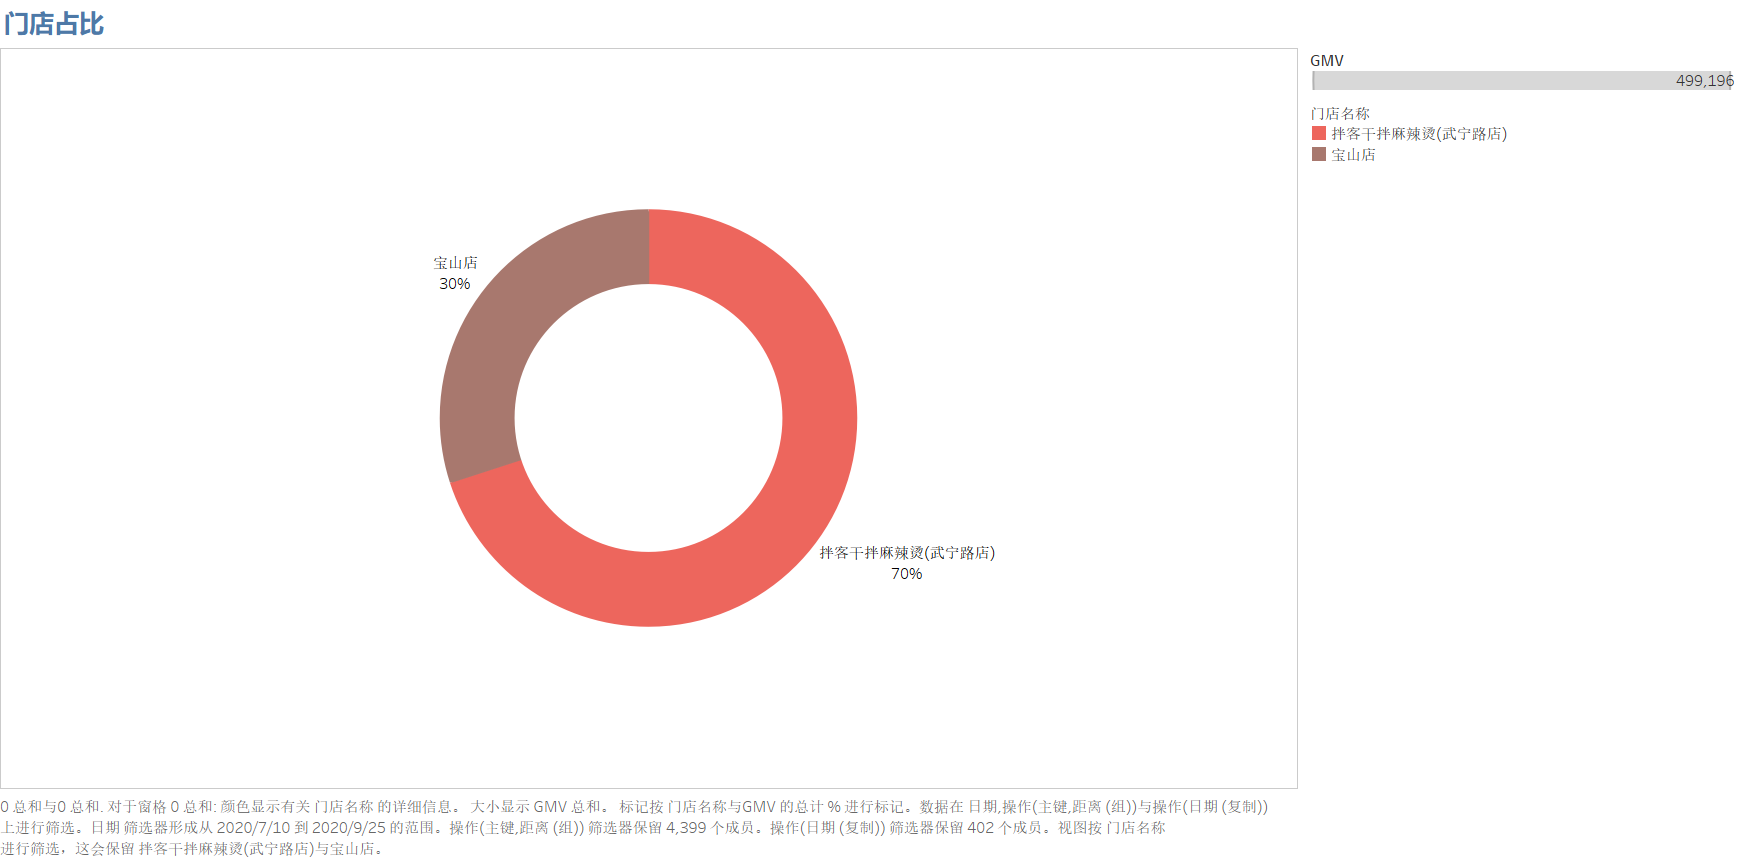 门店占比
GMV
499,196
门店名称
拌客干拌麻辣烫(武宁路店)
宝山店
宝山店
30%
拌客干拌麻辣烫(武宁路店)
70%
0 总和与0 总和. 对于窗格 0 总和: 颜色显示有关 门店名称 的详细信息。 大小显示 GMV 总和。 标记按 门店名称与GMV 的总计 % 进行标记。数据在 日期,操作(主键,距离 (组))与操作(日期 (复制))
上进行筛选。日期 筛选器形成从 2020/7/10 到 2020/9/25 的范围。操作(主键,距离 (组)) 筛选器保留 4,399 个成员。操作(日期 (复制)) 筛选器保留 402 个成员。视图按 门店名称
进行筛选，这会保留 拌客干拌麻辣烫(武宁路店)与宝山店。